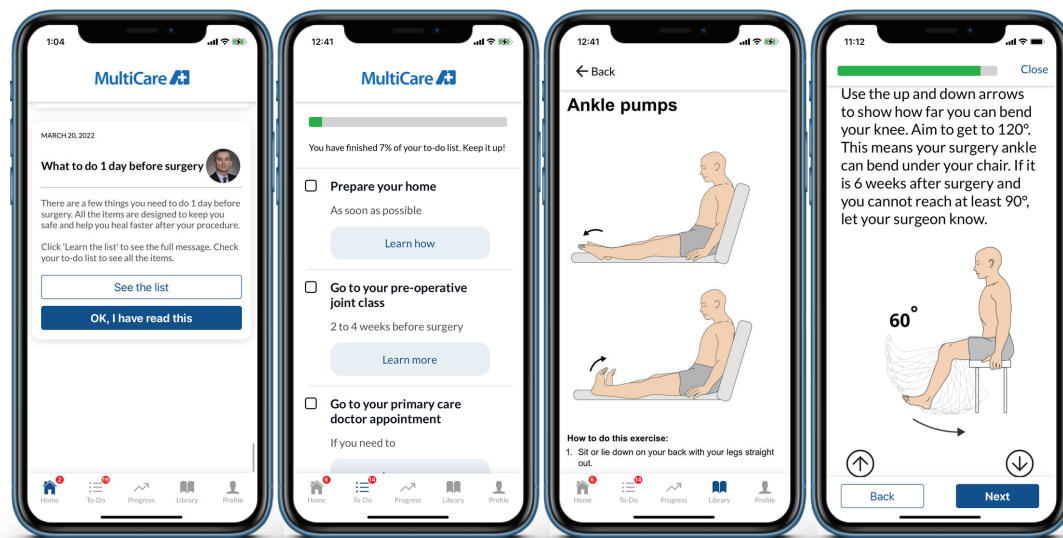 1:04
MultiCare
MARCH 20, 2022
What to do 1 day before surgery
There are a few things you need to do 1 day before
surgery. All the items are designed to keep you
safe and help you heal faster after your procedure.
Click 'Learn the list' to see the full message. Check
your to-do list to see all the items.
See the list
OK, I have read this
2
19
Home To-Do Progress Library Profile
12:41
MultiCare
You have finished 7% of your to-do list. Keep it up!
Prepare your home
As soon as possible
Learn how
Go to your pre-operative
joint class
2 to 4 weeks before surgery
Learn more
Go to your primary care
doctor appointment
If you need to
6
14
Home To-Do Progress Library Profile
12:41
Back
Ankle pumps
How to do this exercise:
1. Sit or lie down on your back with your legs straight
out.
6
14
Home To-Do Progress Library Profile
11:12
Close
Use the up and down arrows
to show how far you can bend
your knee. Aim to get to 120°.
This means your surgery ankle
can bend under your chair. If it
is 6 weeks after surgery and
you cannot reach at least 90°,
let your surgeon know.
60°
Back
Next